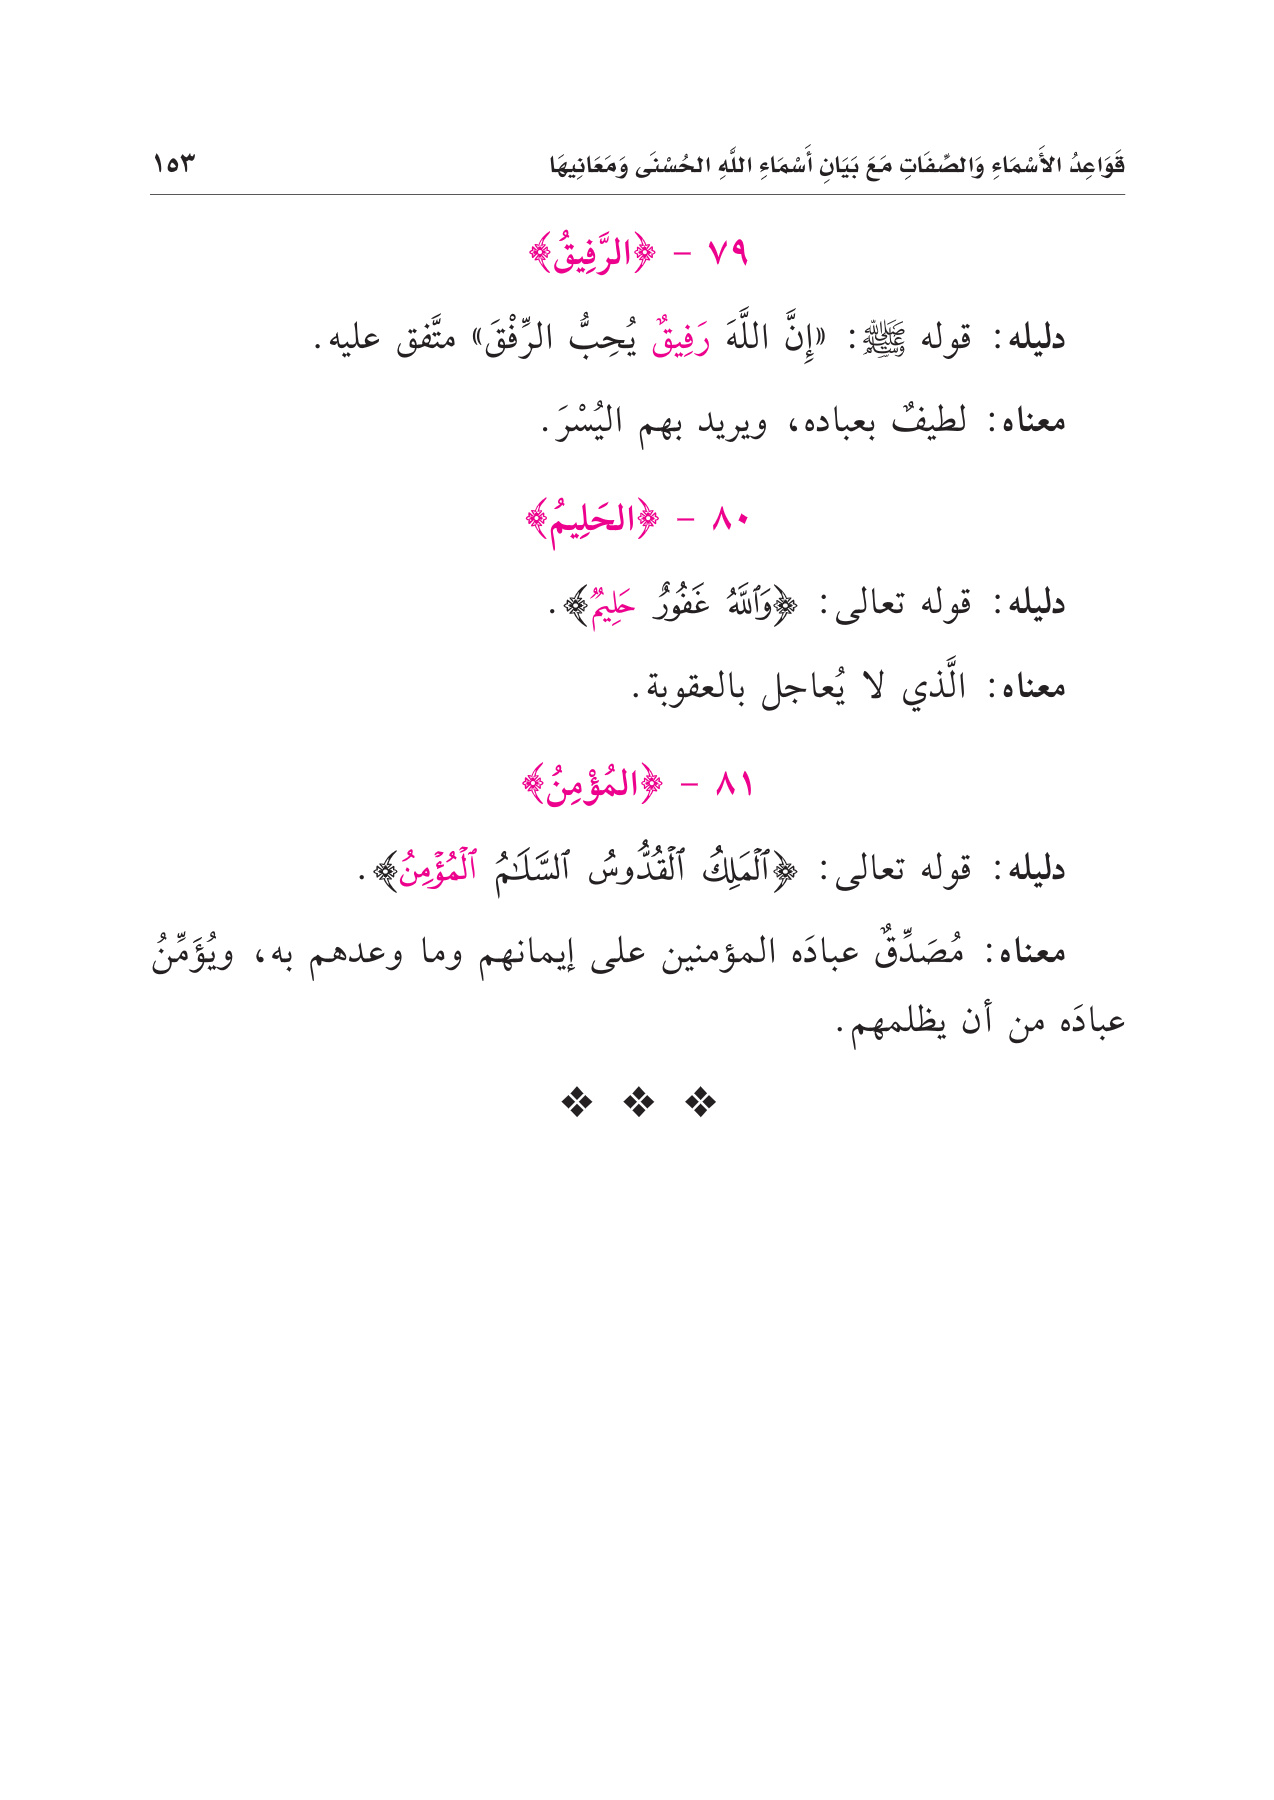 قَوَاعِدُ الأَسْمَاءِ وَالصِّفَاتِ مَعَ بَيَانِ أَسْمَاءِ اللَّهِ الحُسْنَى وَمَعَانِيهَا ١٥٣
٧٩ - ﴿الرَّفِيقُ﴾
دليله: قوله ﷺ: «إِنَّ اللَّهَ رَفِيقٌ يُحِبُّ الرِّفْقَ» متَّفق عليه.
معناه: لطيفٌ بعباده، ويريد بهم اليُسْرَ.
٨٠ - ﴿الحَلِيمُ﴾
دليله: قوله تعالى: ﴿وَٱللَّهُ غَفُورٌ حَلِيمٌ﴾.
معناه: الَّذي لا يُعاجل بالعقوبة.
٨١ - ﴿المُؤْمِنُ﴾
دليله: قوله تعالى: ﴿ٱلْمَلِكُ ٱلْقُدُّوسُ ٱلسَّلَـٰمُ ٱلْمُؤْمِنُ﴾.
معناه: مُصَدِّقٌ عبادَه المؤمنين على إيمانهم وما وعدهم به، ويُؤَمِّنُ
عبادَه من أن يظلمهم.